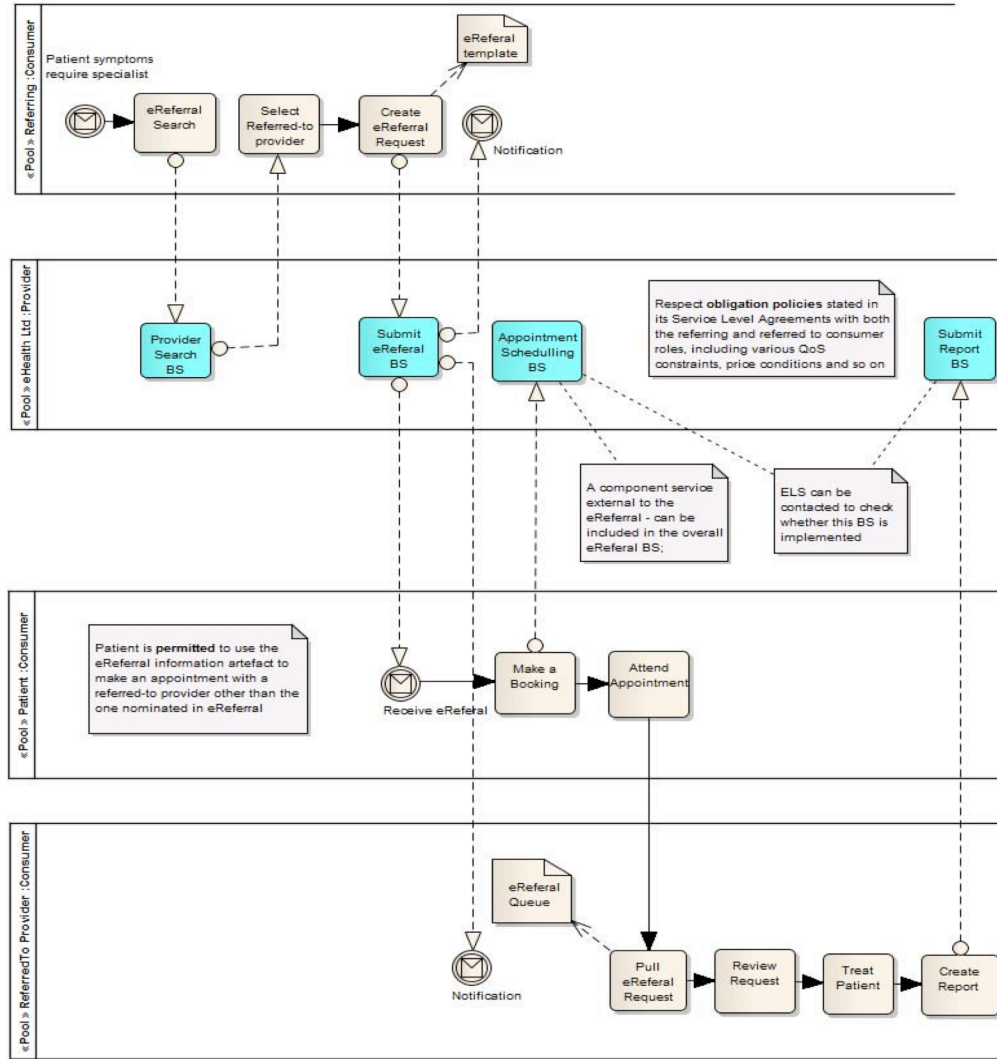 «Pool» Referring :Consumer
Patient symptoms
require specialist
eReferral
Search
Select
Referred-to
provider
Create
eReferral
Request
eReferal
template
Notification
«Pool» eHealth Ltd :Provider
Provider
Search
BS
Submit
eReferal
BS
Appointment
Schedulling
BS
Respect obligation policies stated in
its Service Level Agreements with both
the referring and referred to consumer
roles, including various QoS
constraints, price conditions and so on
Submit
Report
BS
A component service
external to the
eReferral - can be
included in the overall
eReferal BS;
ELS can be
contacted to check
whether this BS is
implemented
«Pool» Patient :Consumer
Patient is permitted to use the
eReferral information artefact to
make an appointment with a
referred-to provider other than the
one nominated in eReferral
Receive eReferal
Make a
Booking
Attend
Appointment
«Pool» ReferredTo Provider :Consumer
eReferal
Queue
Notification
Pull
eReferal
Request
Review
Request
Treat
Patient
Create
Report